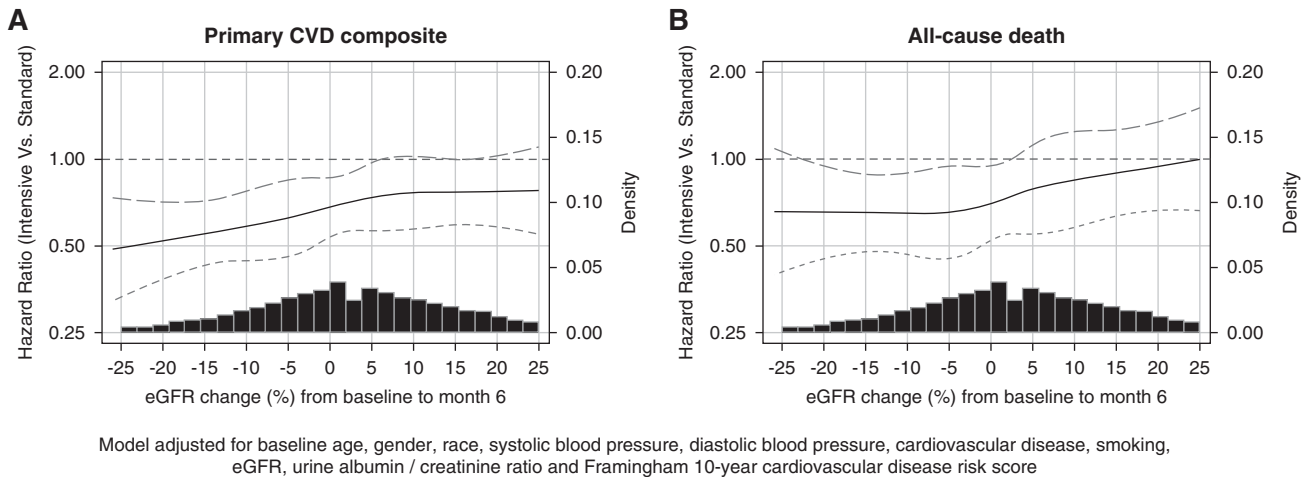 A
Primary CVD composite
Hazard Ratio (Intensive Vs. Standard)
2.00
1.00
0.50
0.25
0.20
0.15
0.10
0.05
0.00
Density
-25 -20 -15 -10 -5 0 5 10 15 20 25
eGFR change (%) from baseline to month 6
B
All-cause death
Hazard Ratio (Intensive Vs. Standard)
2.00
1.00
0.50
0.25
0.20
0.15
0.10
0.05
0.00
Density
-25 -20 -15 -10 -5 0 5 10 15 20 25
eGFR change (%) from baseline to month 6
Model adjusted for baseline age, gender, race, systolic blood pressure, diastolic blood pressure, cardiovascular disease, smoking,
eGFR, urine albumin / creatinine ratio and Framingham 10-year cardiovascular disease risk score